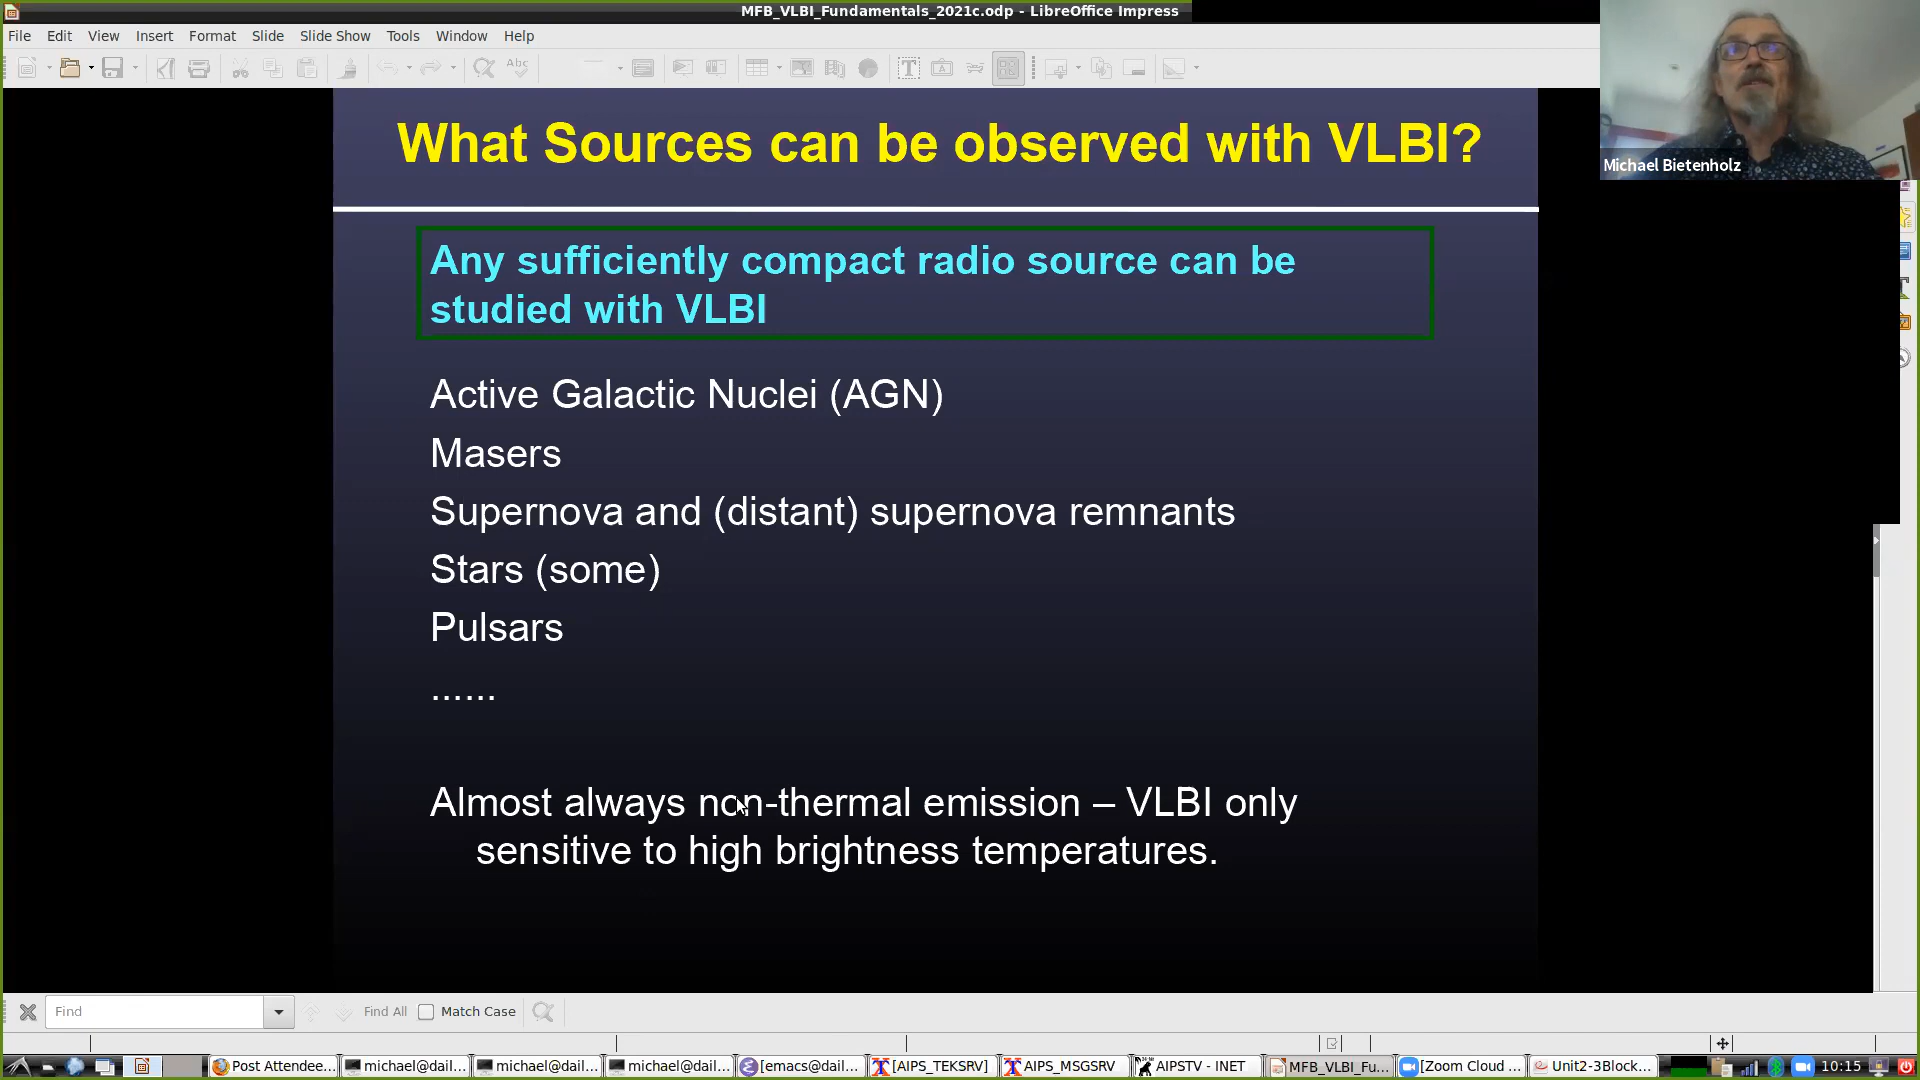 MFB_VLBI_Fundamentals_2021c.odp - LibreOffice Impress
File Edit View Insert Format Slide Slide Show Tools Window Help
Michael Bietenholz
What Sources can be observed with VLBI?
Any sufficiently compact radio source can be
studied with VLBI
Active Galactic Nuclei (AGN)
Masers
Supernova and (distant) supernova remnants
Stars (some)
Pulsars
......
Almost always non-thermal emission – VLBI only
sensitive to high brightness temperatures.
Find Find All Match Case
Post Attendee... michael@dail... michael@dail... michael@dail... [emacs@dail... [AIPS_TEKSRV] AIPS_MSGSRV AIPSTV - INET MFB_VLBI_Fu... [Zoom Cloud ... Unit2-3Block... 10:15